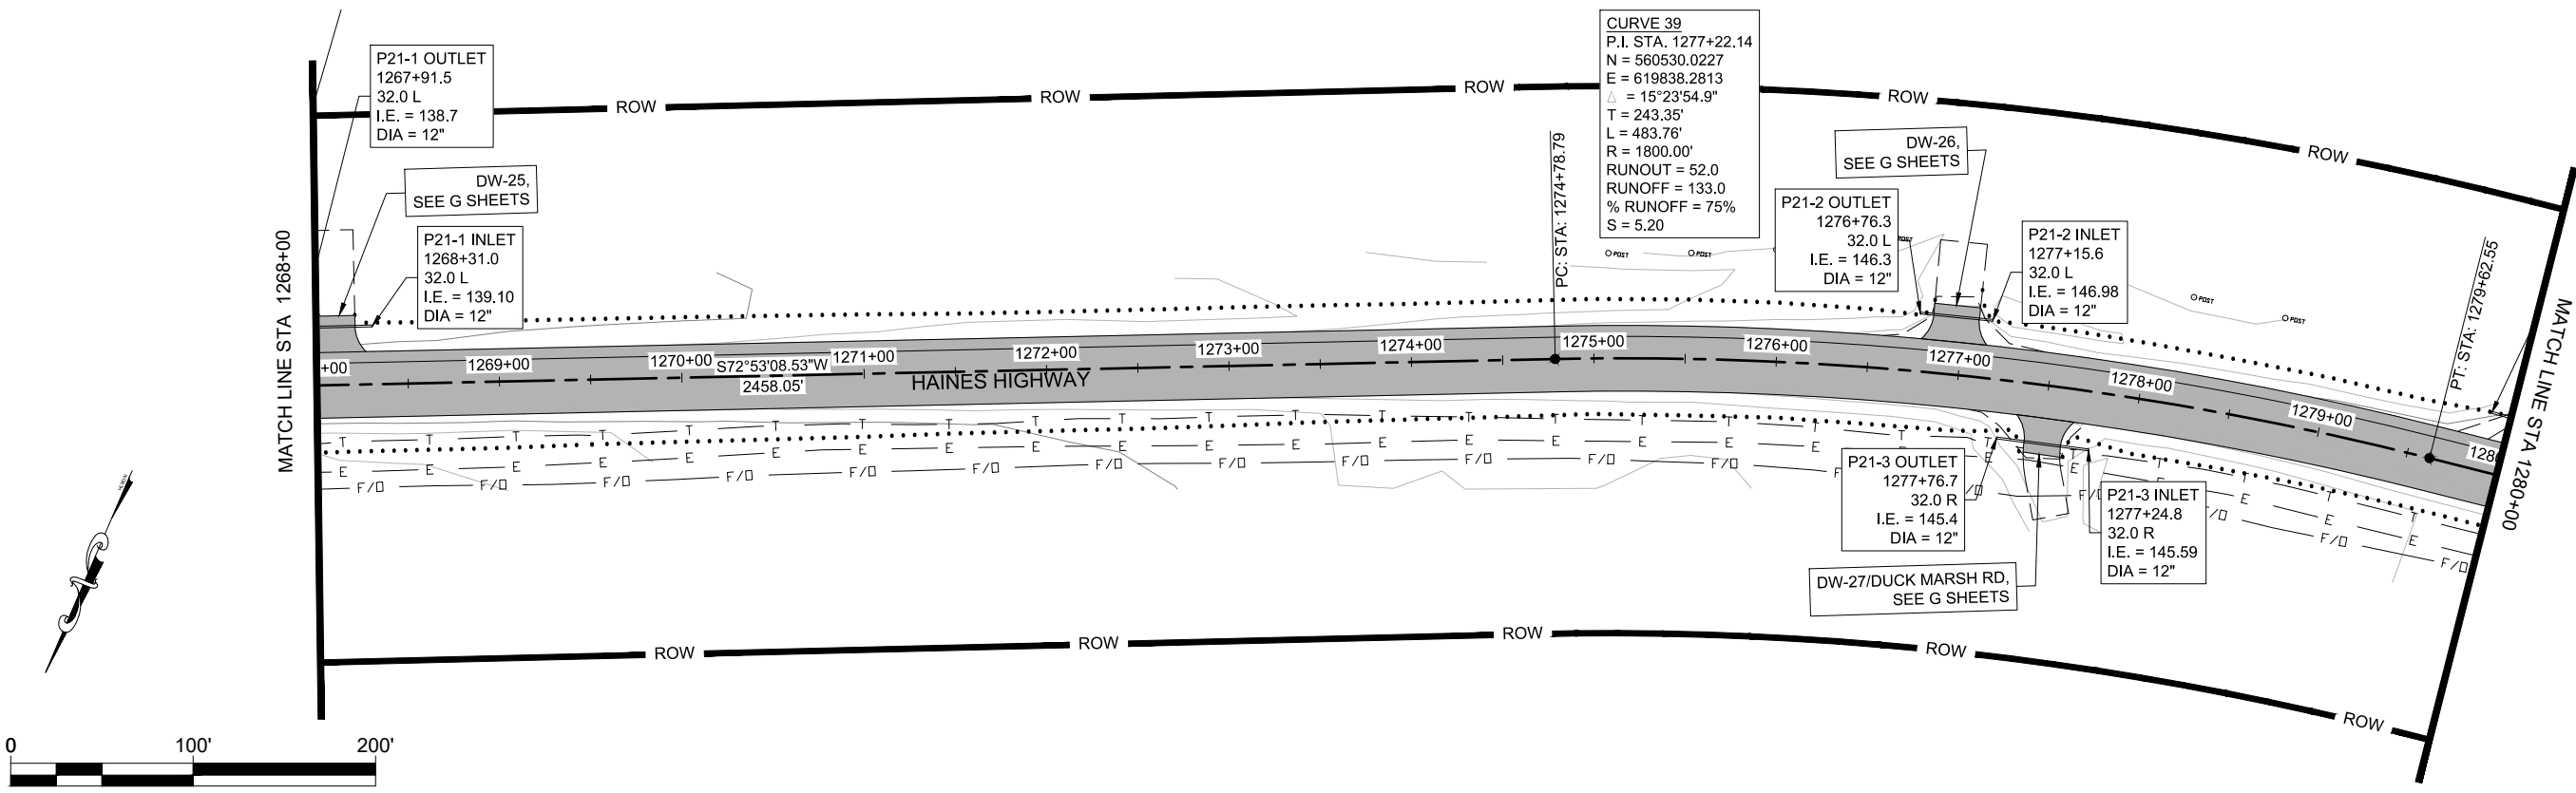 P21-1 OUTLET
1267+91.5
32.0 L
I.E. = 138.7
DIA = 12"
DW-25,
SEE G SHEETS
P21-1 INLET
1268+31.0
32.0 L
I.E. = 139.10
DIA = 12"
MATCH LINE STA 1268+00
ROW
ROW
ROW
ROW
ROW
CURVE 39
P.I. STA. 1277+22.14
N = 560530.0227
E = 619838.2813
△ = 15°23'54.9"
T = 243.35'
L = 483.76'
R = 1800.00'
RUNOUT = 52.0
RUNOFF = 133.0
% RUNOFF = 75%
S = 5.20
PC: STA: 1274+78.79
DW-26,
SEE G SHEETS
P21-2 OUTLET
1276+76.3
32.0 L
I.E. = 146.3
DIA = 12"
P21-2 INLET
1277+15.6
32.0 L
I.E. = 146.98
DIA = 12"
POST
POST
POST
POST
POST
PT: STA: 1279+62.55
MATCH LINE STA 1280+00
+00
1269+00
1270+00
S72°53'08.53"W
2458.05'
1271+00
HAINES HIGHWAY
1272+00
1273+00
1274+00
1275+00
1276+00
1277+00
1278+00
1279+00
128
T T T T T T T T T T T T T T T T T T T T T T
E E E E E E E E E E E E E E E E E E E E E
F/O F/O F/O F/O F/O F/O F/O F/O F/O F/O F/O F/O F/O F/O F/O F/O
P21-3 OUTLET
1277+76.7
32.0 R
I.E. = 145.4
DIA = 12"
P21-3 INLET
1277+24.8
32.0 R
I.E. = 145.59
DIA = 12"
DW-27/DUCK MARSH RD,
SEE G SHEETS
ROW
ROW
ROW
ROW
ROW
0 100' 200'